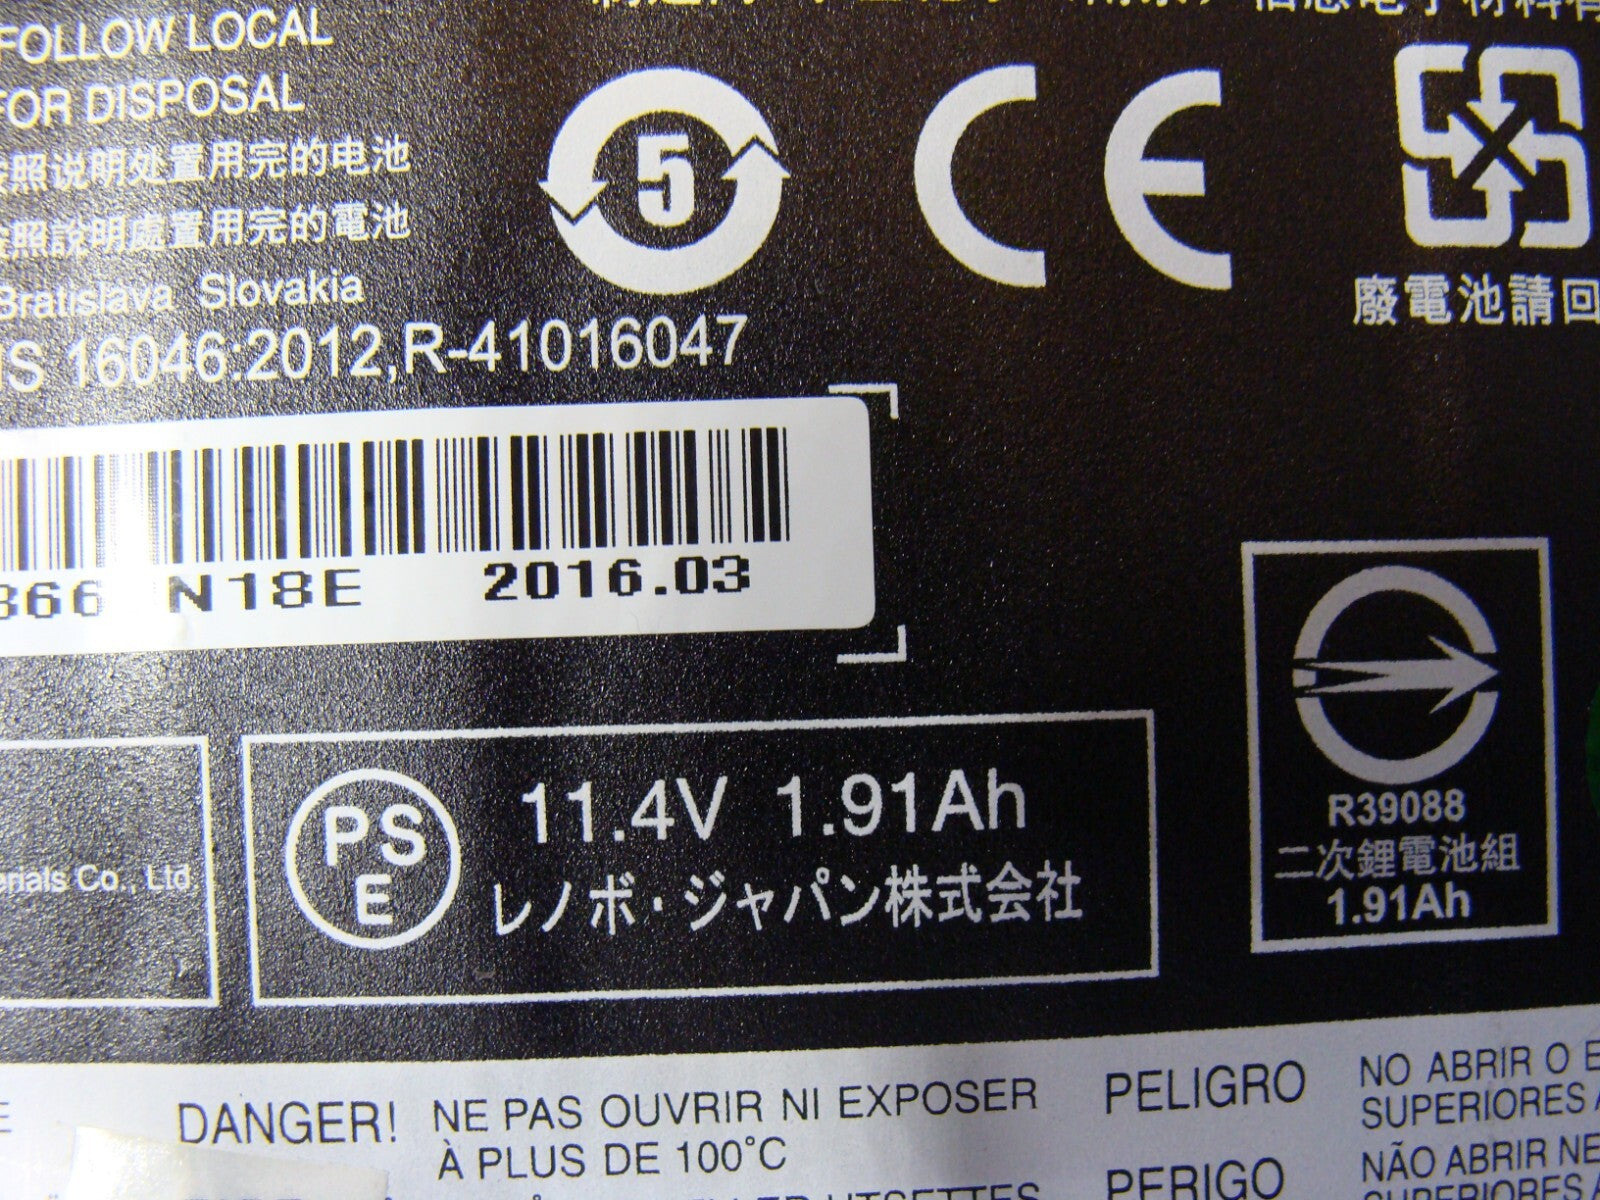 FOLLOW LOCAL
FOR DISPOSAL
按照说明处置用完的电池
按照說明處置用完的電池
Bratislava Slovakia
IS 16046:2012,R-41016047
5
CE
廢電池請回
866 N18E 2016.03
Co., Ltd
PS
E
11.4V 1.91Ah
レノボ・ジャパン株式会社
R39088
二次鋰電池組
1.91Ah
DANGER! NE PAS OUVRIR NI EXPOSER
À PLUS DE 100°C
PELIGRO NO ABRIR O
SUPERIORES
PERIGO NÃO ABRIR NE
SUPERIORES